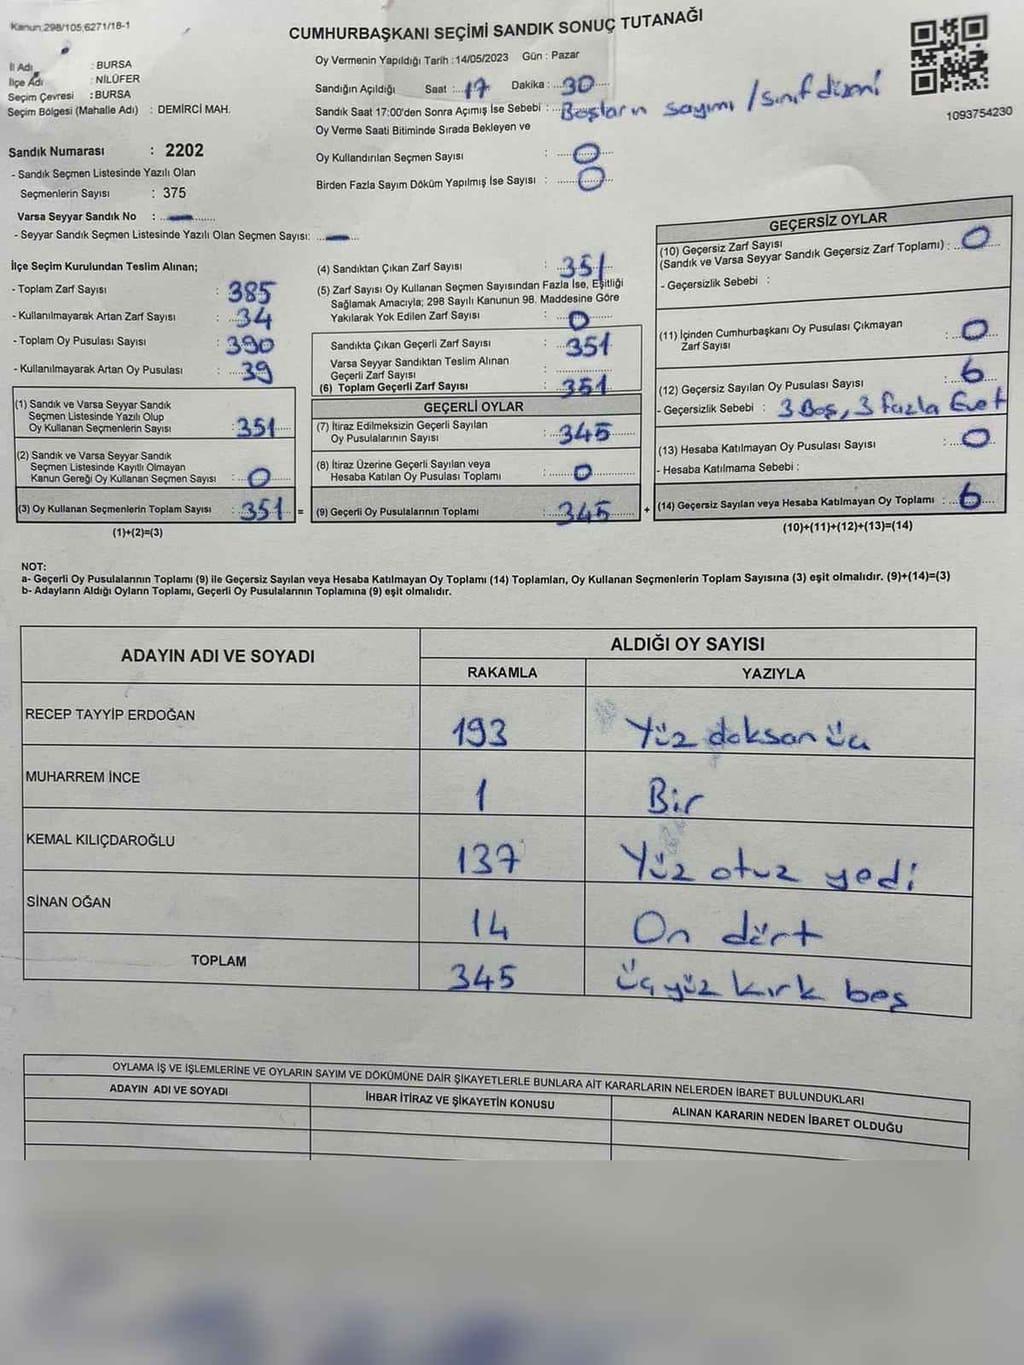 Kanun,298/105,6271/18-1
CUMHURBAŞKANI SEÇİMİ SANDIK SONUÇ TUTANAĞI
İl Adı : BURSA
İlçe Adı : NİLÜFER
Seçim Çevresi : BURSA
Seçim Bölgesi (Mahalle Adı) : DEMİRCİ MAH.
Oy Vermenin Yapıldığı Tarih : 14/05/2023 Gün : Pazar
Sandığın Açıldığı Saat : 17 Dakika : 30
Sandık Saat 17:00'den Sonra Açımış İse Sebebi : Boşların sayımı / sınıf düzeni
Oy Verme Saati Bitiminde Sırada Bekleyen ve
Oy Kullandırılan Seçmen Sayısı : 0
Birden Fazla Sayım Döküm Yapılmış İse Sayısı : 0
1093754230
Sandık Numarası : 2202
- Sandık Seçmen Listesinde Yazılı Olan
Seçmenlerin Sayısı : 375
Varsa Seyyar Sandık No : —
- Seyyar Sandık Seçmen Listesinde Yazılı Olan Seçmen Sayısı: —
İlçe Seçim Kurulundan Teslim Alınan;
- Toplam Zarf Sayısı : 385
- Kullanılmayarak Artan Zarf Sayısı : 34
- Toplam Oy Pusulası Sayısı : 390
- Kullanılmayarak Artan Oy Pusulası : 39
(1) Sandık ve Varsa Seyyar Sandık
Seçmen Listesinde Yazılı Olup
Oy Kullanan Seçmenlerin Sayısı : 351
(2) Sandık ve Varsa Seyyar Sandık
Seçmen Listesinde Kayıtlı Olmayan
Kanun Gereği Oy Kullanan Seçmen Sayısı : 0
(3) Oy Kullanan Seçmenlerin Toplam Sayısı : 351 =
(1)+(2)=(3)
(4) Sandıktan Çıkan Zarf Sayısı : 351
(5) Zarf Sayısı Oy Kullanan Seçmen Sayısından Fazla İse, Eşitliği
Sağlamak Amacıyla; 298 Sayılı Kanunun 98. Maddesine Göre
Yakılarak Yok Edilen Zarf Sayısı : 0
Sandıkta Çıkan Geçerli Zarf Sayısı : 351
Varsa Seyyar Sandıktan Teslim Alınan
Geçerli Zarf Sayısı :
(6) Toplam Geçerli Zarf Sayısı : 351
GEÇERLİ OYLAR
(7) İtiraz Edilmeksizin Geçerli Sayılan
Oy Pusulalarının Sayısı : 345
(8) İtiraz Üzerine Geçerli Sayılan veya
Hesaba Katılan Oy Pusulası Toplamı : 0
(9) Geçerli Oy Pusulalarının Toplamı : 345 +
GEÇERSİZ OYLAR
(10) Geçersiz Zarf Sayısı
(Sandık ve Varsa Seyyar Sandık Geçersiz Zarf Toplamı) : 0
- Geçersizlik Sebebi :
(11) İçinden Cumhurbaşkanı Oy Pusulası Çıkmayan
Zarf Sayısı : 0
(12) Geçersiz Sayılan Oy Pusulası Sayısı : 6
- Geçersizlik Sebebi : 3 Boş, 3 fazla Evet
(13) Hesaba Katılmayan Oy Pusulası Sayısı : 0
- Hesaba Katılmama Sebebi :
(14) Geçersiz Sayılan veya Hesaba Katılmayan Oy Toplamı : 6
(10)+(11)+(12)+(13)=(14)
NOT:
a- Geçerli Oy Pusulalarının Toplamı (9) ile Geçersiz Sayılan veya Hesaba Katılmayan Oy Toplamı (14) Toplamları, Oy Kullanan Seçmenlerin Toplam Sayısına (3) eşit olmalıdır. (9)+(14)=(3)
b- Adayların Aldığı Oyların Toplamı, Geçerli Oy Pusulalarının Toplamına (9) eşit olmalıdır.
ADAYIN ADI VE SOYADI ALDIĞI OY SAYISI
RAKAMLA YAZIYLA
RECEP TAYYİP ERDOĞAN 193 Yüz doksan üç
MUHARREM İNCE 1 Bir
KEMAL KILIÇDAROĞLU 137 Yüz otuz yedi
SİNAN OĞAN 14 On dört
TOPLAM 345 üçyüz kırk beş
OYLAMA İŞ VE İŞLEMLERİNE VE OYLARIN SAYIM VE DÖKÜMÜNE DAİR ŞİKAYETLERLE BUNLARA AİT KARARLARIN NELERDEN İBARET BULUNDUKLARI
ADAYIN ADI VE SOYADI İHBAR İTİRAZ VE ŞİKAYETİN KONUSU ALINAN KARARIN NEDEN İBARET OLDUĞU